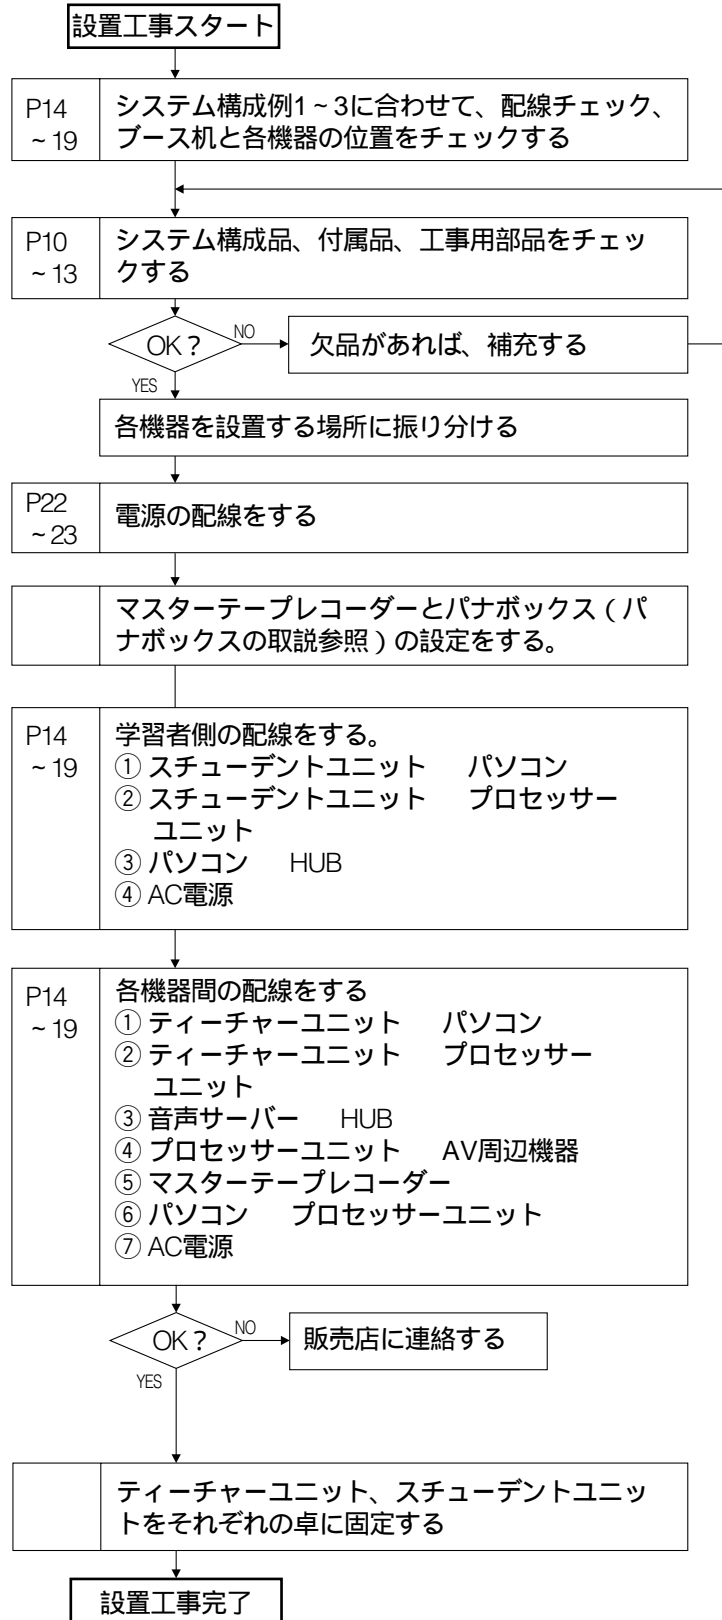 設置工事スタート
P14
～19
システム構成例1～3に合わせて、配線チェック、
ブース机と各機器の位置をチェックする
P10
～13
システム構成品、付属品、工事用部品をチェッ
クする
OK？
NO
欠品があれば、補充する
YES
各機器を設置する場所に振り分ける
P22
～23
電源の配線をする
マスターテープレコーダーとパナボックス（パ
ナボックスの取説参照）の設定をする。
P14
～19
学習者側の配線をする。
① スチューデントユニット　パソコン
② スチューデントユニット　プロセッサー
ユニット
③ パソコン　HUB
④ AC電源
P14
～19
各機器間の配線をする
① ティーチャーユニット　パソコン
② ティーチャーユニット　プロセッサー
ユニット
③ 音声サーバー　HUB
④ プロセッサーユニット　AV周辺機器
⑤ マスターテープレコーダー
⑥ パソコン　プロセッサーユニット
⑦ AC電源
OK？
NO
販売店に連絡する
YES
ティーチャーユニット、スチューデントユニッ
トをそれぞれの卓に固定する
設置工事完了